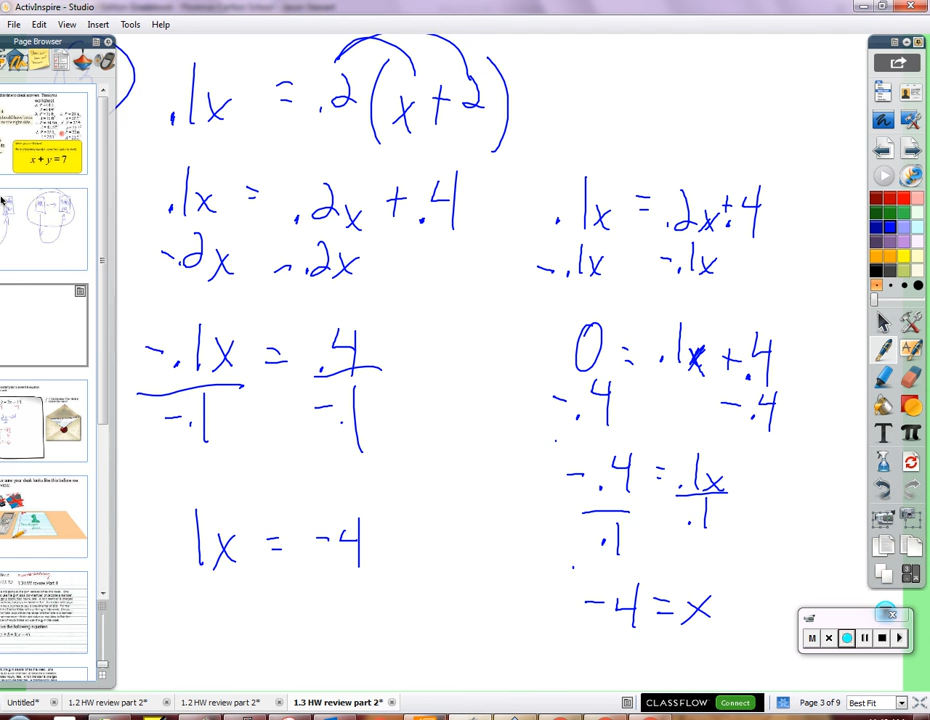 ActivInspire - Studio
File Edit View Insert Tools Help
Page Browser
x + y = 7
.1x = .2(x + 2)
.1x = .2x + .4
-.2x -.2x
-.1x = .4
-.1 -.1
1x = -4
.1x = .2x + .4
-.1x -.1x
0 = .1x + .4
-.4 -.4
-.4 = .1x
.1 .1
-4 = x
M
Untitled* 1.2 HW review part 2* 1.2 HW review part 2* 1.3 HW review part 2*
CLASSFLOW Connect
Page 3 of 9
Best Fit